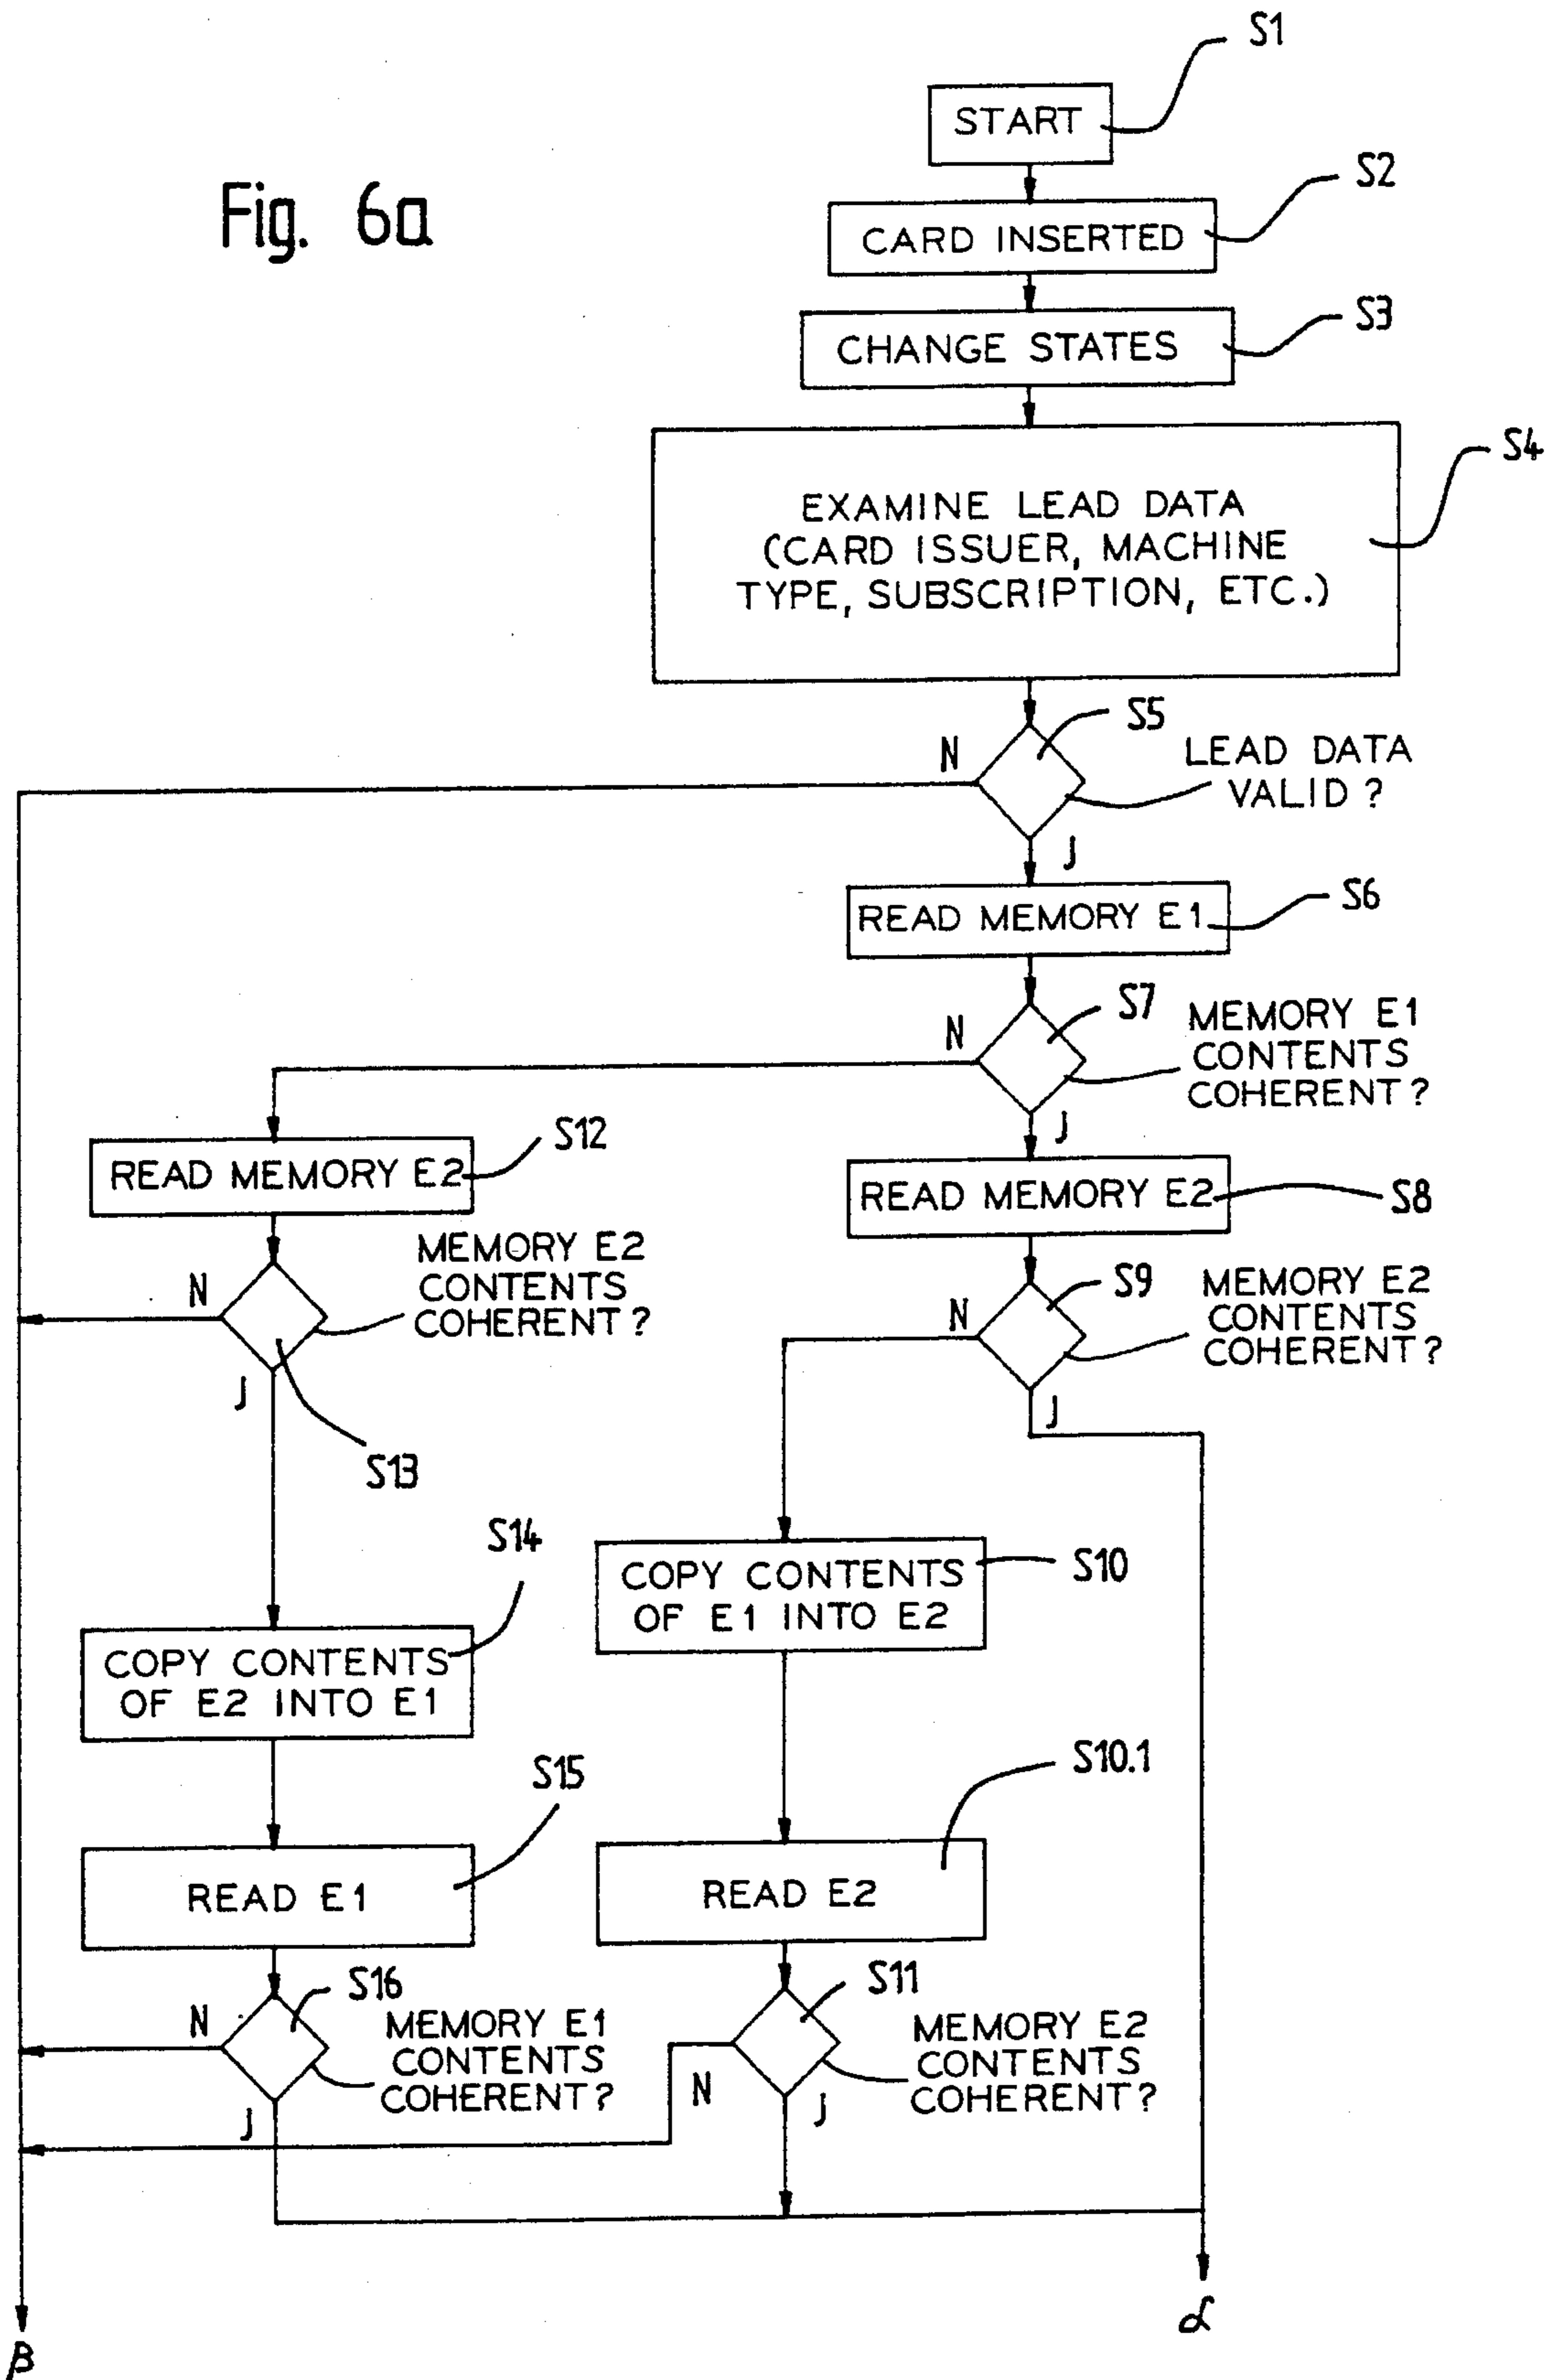 S1
START
Fig. 6a
S2
CARD INSERTED
S3
CHANGE STATES
S4
EXAMINE LEAD DATA
(CARD ISSUER, MACHINE
TYPE, SUBSCRIPTION, ETC.)
S5
N
LEAD DATA
VALID ?
J
S6
READ MEMORY E1
S7
N
MEMORY E1
CONTENTS
COHERENT ?
J
S12
READ MEMORY E2
READ MEMORY E2
S8
MEMORY E2
CONTENTS
COHERENT ?
N
J
S13
S9
N
MEMORY E2
CONTENTS
COHERENT ?
J
S14
COPY CONTENTS
OF E2 INTO E1
S10
COPY CONTENTS
OF E1 INTO E2
S15
READ E1
S10.1
READ E2
S16
N
MEMORY E1
CONTENTS
COHERENT ?
J
S11
N
MEMORY E2
CONTENTS
COHERENT ?
J
β
α